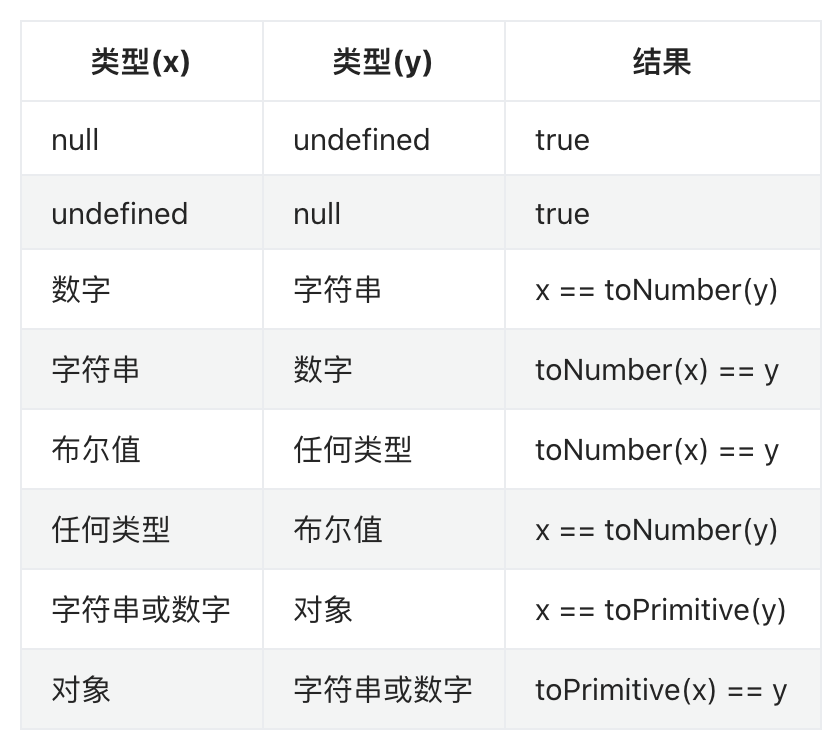 类型(x) 类型(y) 结果
null undefined true
undefined null true
数字 字符串 x == toNumber(y)
字符串 数字 toNumber(x) == y
布尔值 任何类型 toNumber(x) == y
任何类型 布尔值 x == toNumber(y)
字符串或数字 对象 x == toPrimitive(y)
对象 字符串或数字 toPrimitive(x) == y